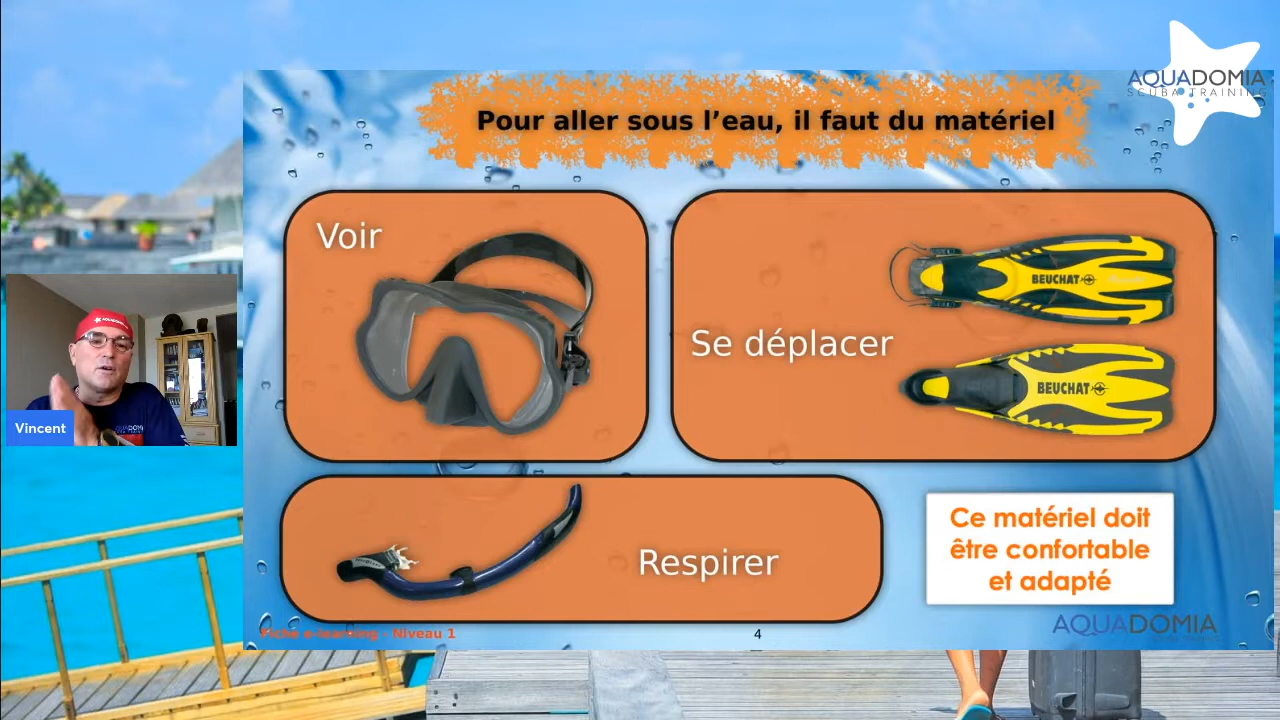 AQUADOMIA
SCUBA TRAINING
Pour aller sous l’eau, il faut du matériel
Voir
Se déplacer
BEUCHAT
BEUCHAT
Vincent
Respirer
Ce matériel doit
être confortable
et adapté
Fiche e-learning - Niveau 1
4
AQUADOMIA